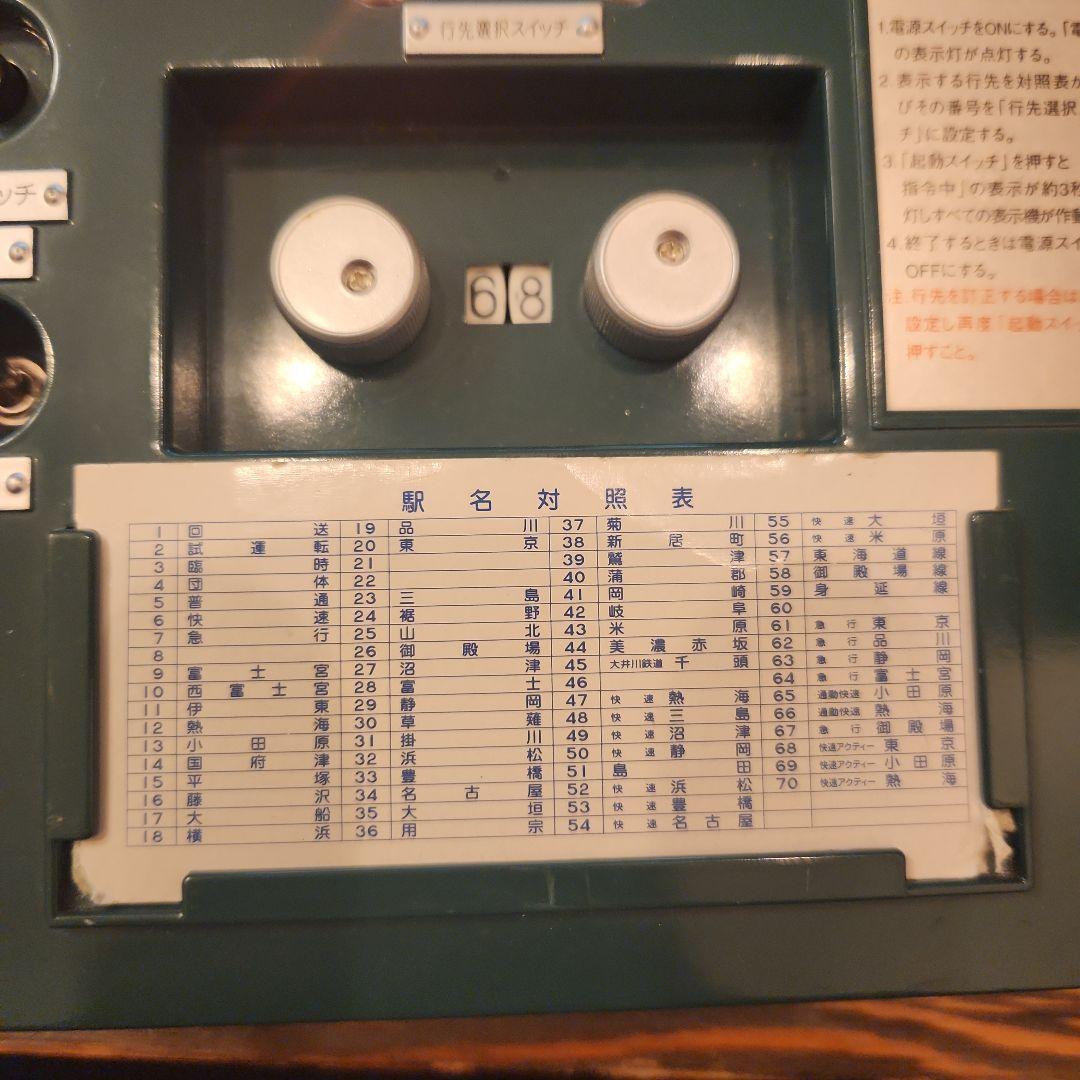 行先選択スイッチ
ッチ
68
1.電源スイッチをONにする。「電
の表示灯が点灯する。
2.表示する行先を対照表か
びその番号を「行先選択
チ」に設定する。
3.「起動スイッチ」を押すと
指令中」の表示が約3秒
灯しすべての表示機が作動
4.終了するときは電源スイ
OFFにする。
注.行先を訂正する場合は
設定し再度「起動スイッ
押すこと。
駅名対照表
1 回送 19 品川 37 菊川 55 快速 大垣
2 試運転 20 東京 38 新居町 56 快速 米原
3 臨時 21 39 鷲津 57 東海道線
4 団体 22 40 蒲郡 58 御殿場線
5 普通 23 三島 41 岡崎 59 身延線
6 快速 24 裾野 42 岐阜 60
7 急行 25 山北 43 米原 61 急行 東京
8 26 御殿場 44 美濃赤坂 62 急行 品川
9 富士宮 27 沼津 45 大井川鉄道 千頭 63 急行 静岡
10 西富士宮 28 富士 46 64 急行 富士宮
11 伊東 29 静岡 47 快速 熱海 65 通勤快速 小田原
12 熱海 30 草薙 48 快速 三島 66 通勤快速 熱海
13 小田原 31 掛川 49 快速 沼津 67 急行 御殿場
14 国府津 32 浜松 50 快速 静岡 68 快速アクティー 東京
15 平塚 33 豊橋 51 島田 69 快速アクティー 小田原
16 藤沢 34 名古屋 52 快速 浜松 70 快速アクティー 熱海
17 大船 35 大垣 53 快速 豊橋
18 横浜 36 用宗 54 快速 名古屋